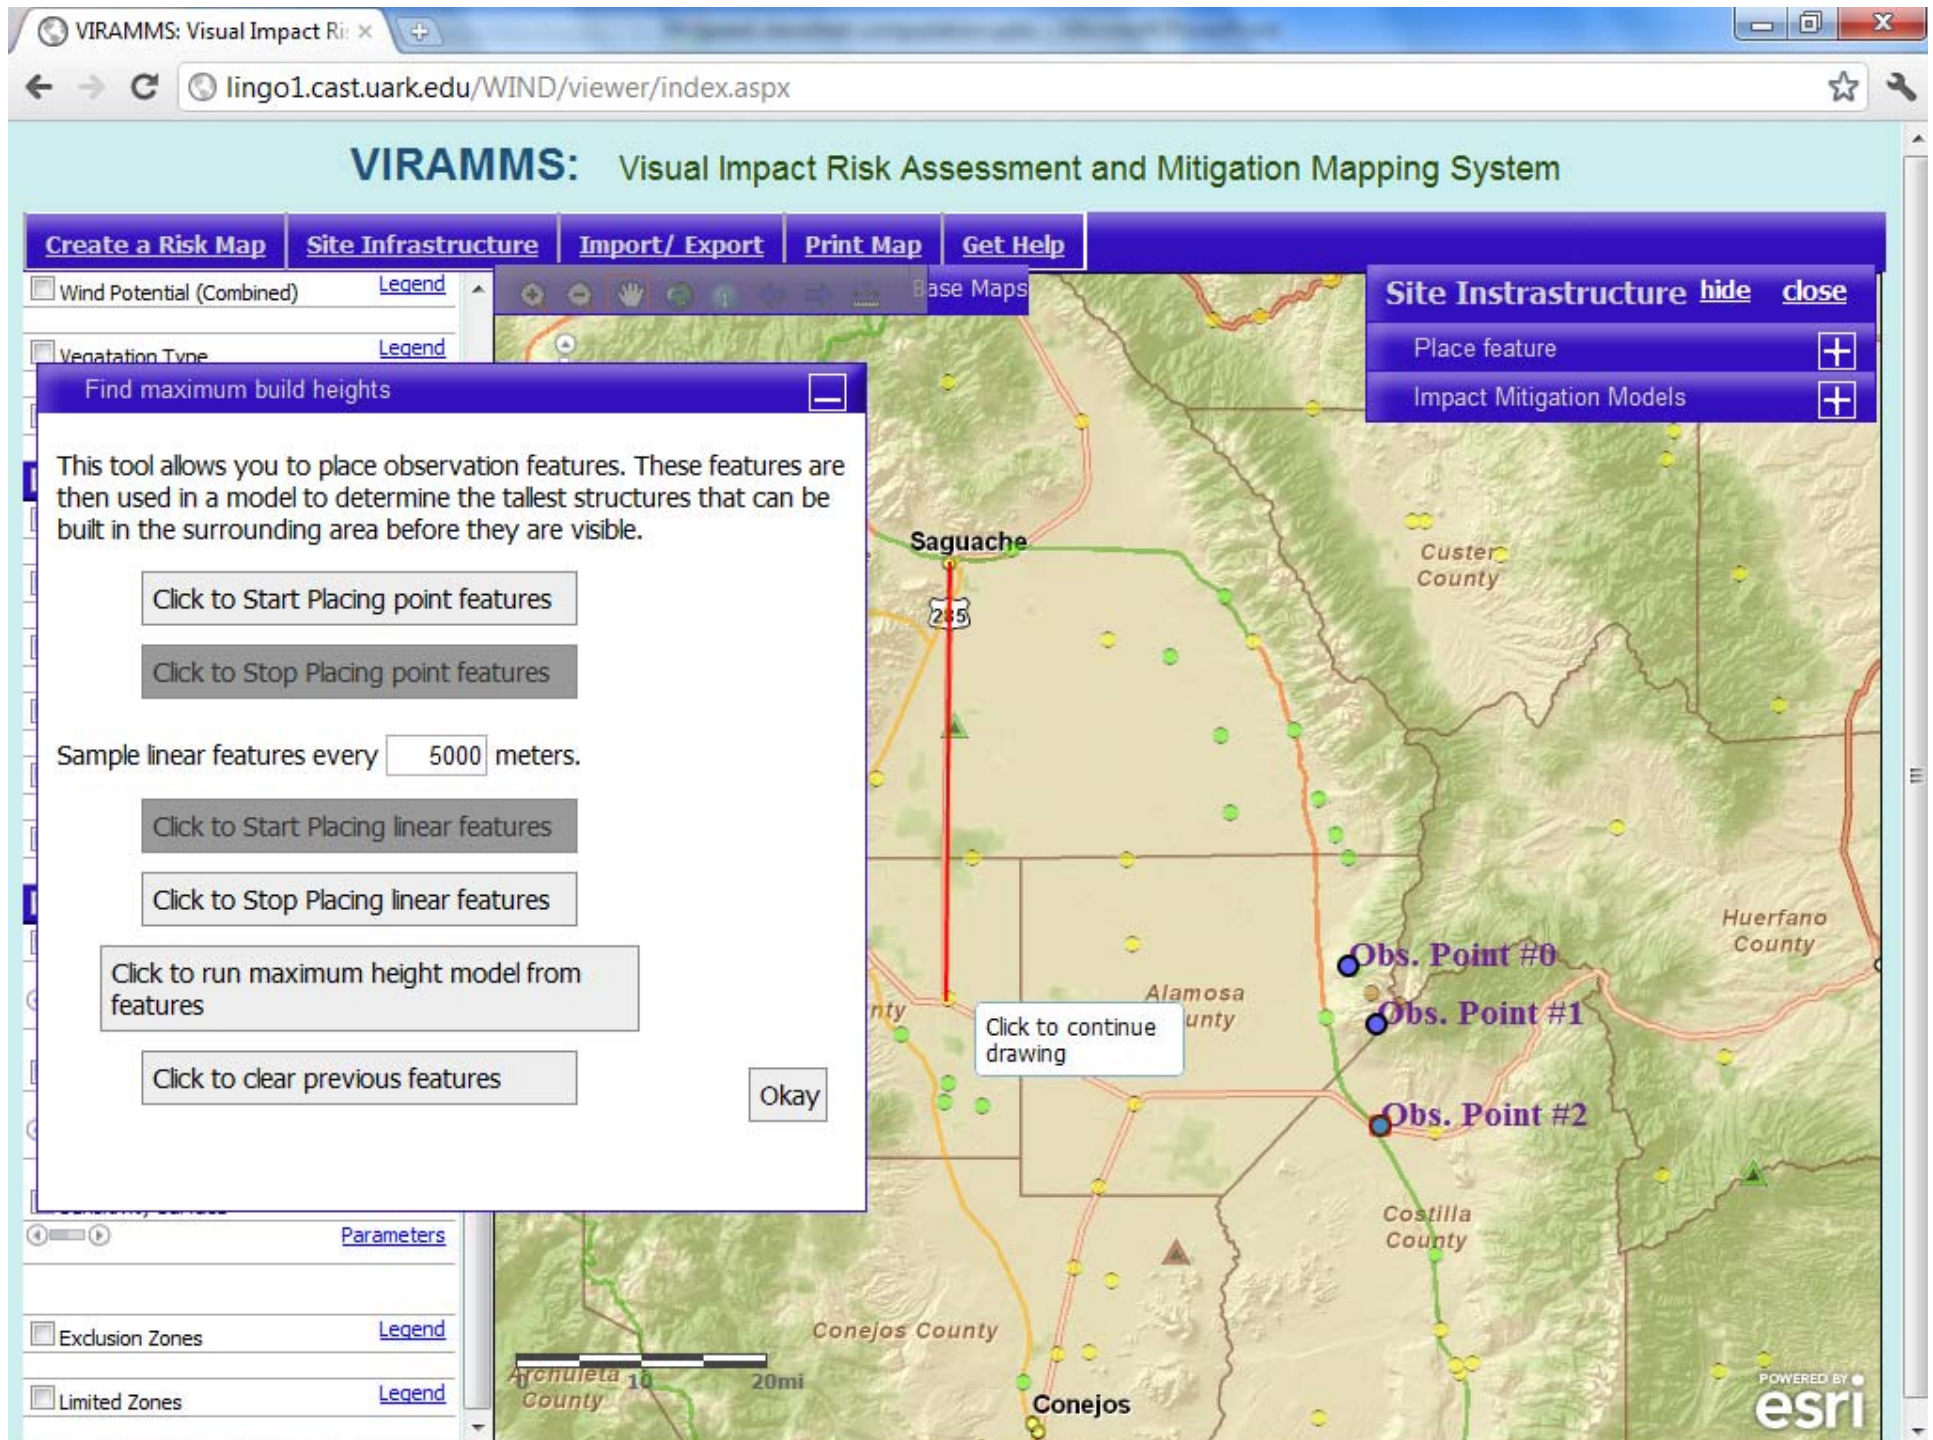 VIRAMMS: Visual Impact Ri
lingo1.cast.uark.edu/WIND/viewer/index.aspx
VIRAMMS: Visual Impact Risk Assessment and Mitigation Mapping System
Create a Risk Map Site Infrastructure Import/ Export Print Map Get Help
Wind Potential (Combined) Legend
Base Maps
Site Instrastructure hide close
Vegatation Type Legend
Place feature
Find maximum build heights
Impact Mitigation Models
This tool allows you to place observation features. These features are
then used in a model to determine the tallest structures that can be
built in the surrounding area before they are visible.
Click to Start Placing point features
Click to Stop Placing point features
Sample linear features every 5000 meters.
Click to Start Placing linear features
Click to Stop Placing linear features
Click to run maximum height model from
features
Click to clear previous features
Okay
Parameters
Exclusion Zones Legend
Limited Zones Legend
Saguache
285
Custer
County
Huerfano
County
Obs. Point #0
Alamosa
unty
nty
Obs. Point #1
Click to continue
drawing
Obs. Point #2
Costilla
County
Conejos County
Archuleta
County
0 10 20mi
Conejos
POWERED BY
esri